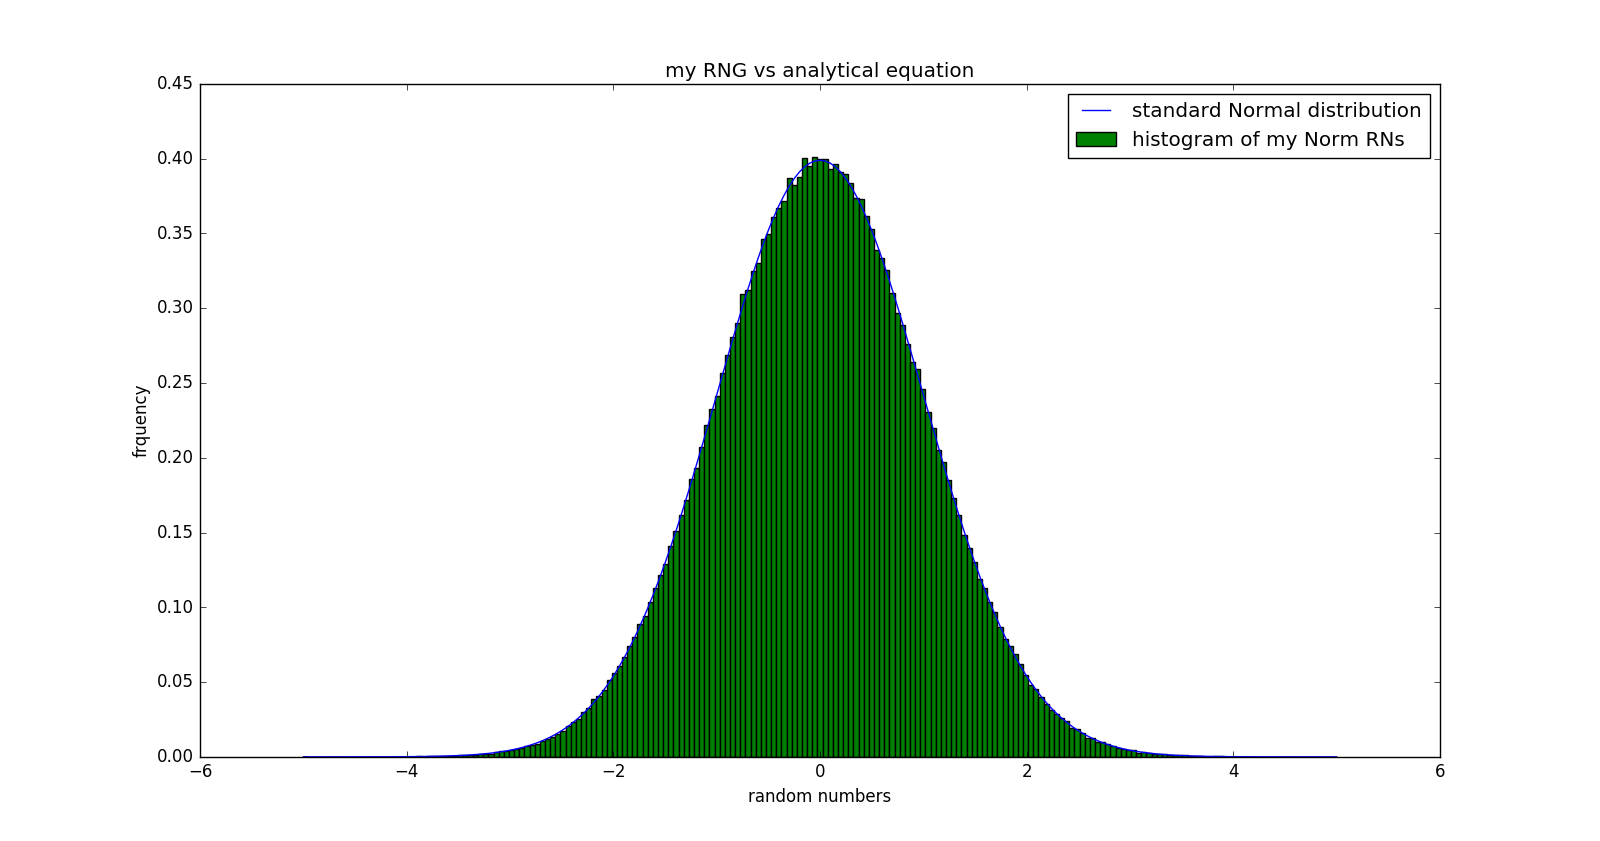 my RNG vs analytical equation
0.45
0.40
0.35
0.30
0.25
0.20
0.15
0.10
0.05
0.00
frquency
standard Normal distribution
histogram of my Norm RNs
−6 −4 −2 0 2 4 6
random numbers